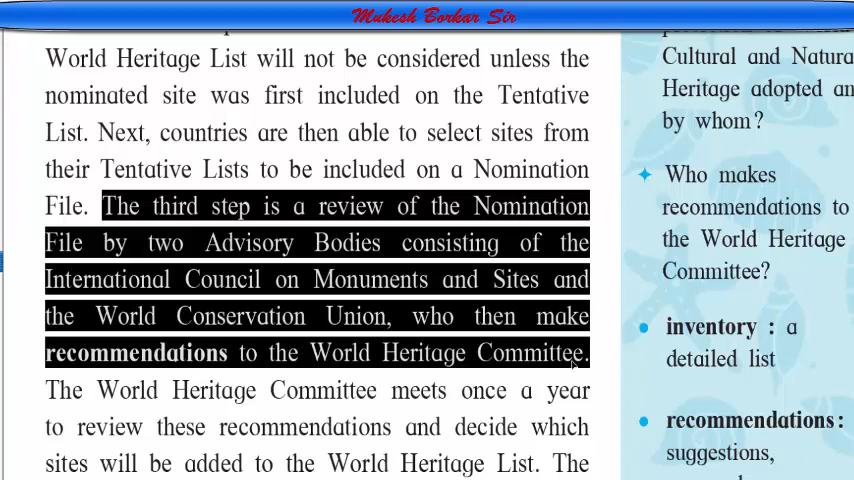 Mukesh Borkar Sir
World Heritage List will not be considered unless the
nominated site was first included on the Tentative
List. Next, countries are then able to select sites from
their Tentative Lists to be included on a Nomination
File. The third step is a review of the Nomination
File by two Advisory Bodies consisting of the
International Council on Monuments and Sites and
the World Conservation Union, who then make
recommendations to the World Heritage Committee.
The World Heritage Committee meets once a year
to review these recommendations and decide which
sites will be added to the World Heritage List. The
Cultural and Natura
Heritage adopted an
by whom?
Who makes
recommendations to
the World Heritage
Committee?
inventory : a
detailed list
recommendations:
suggestions,